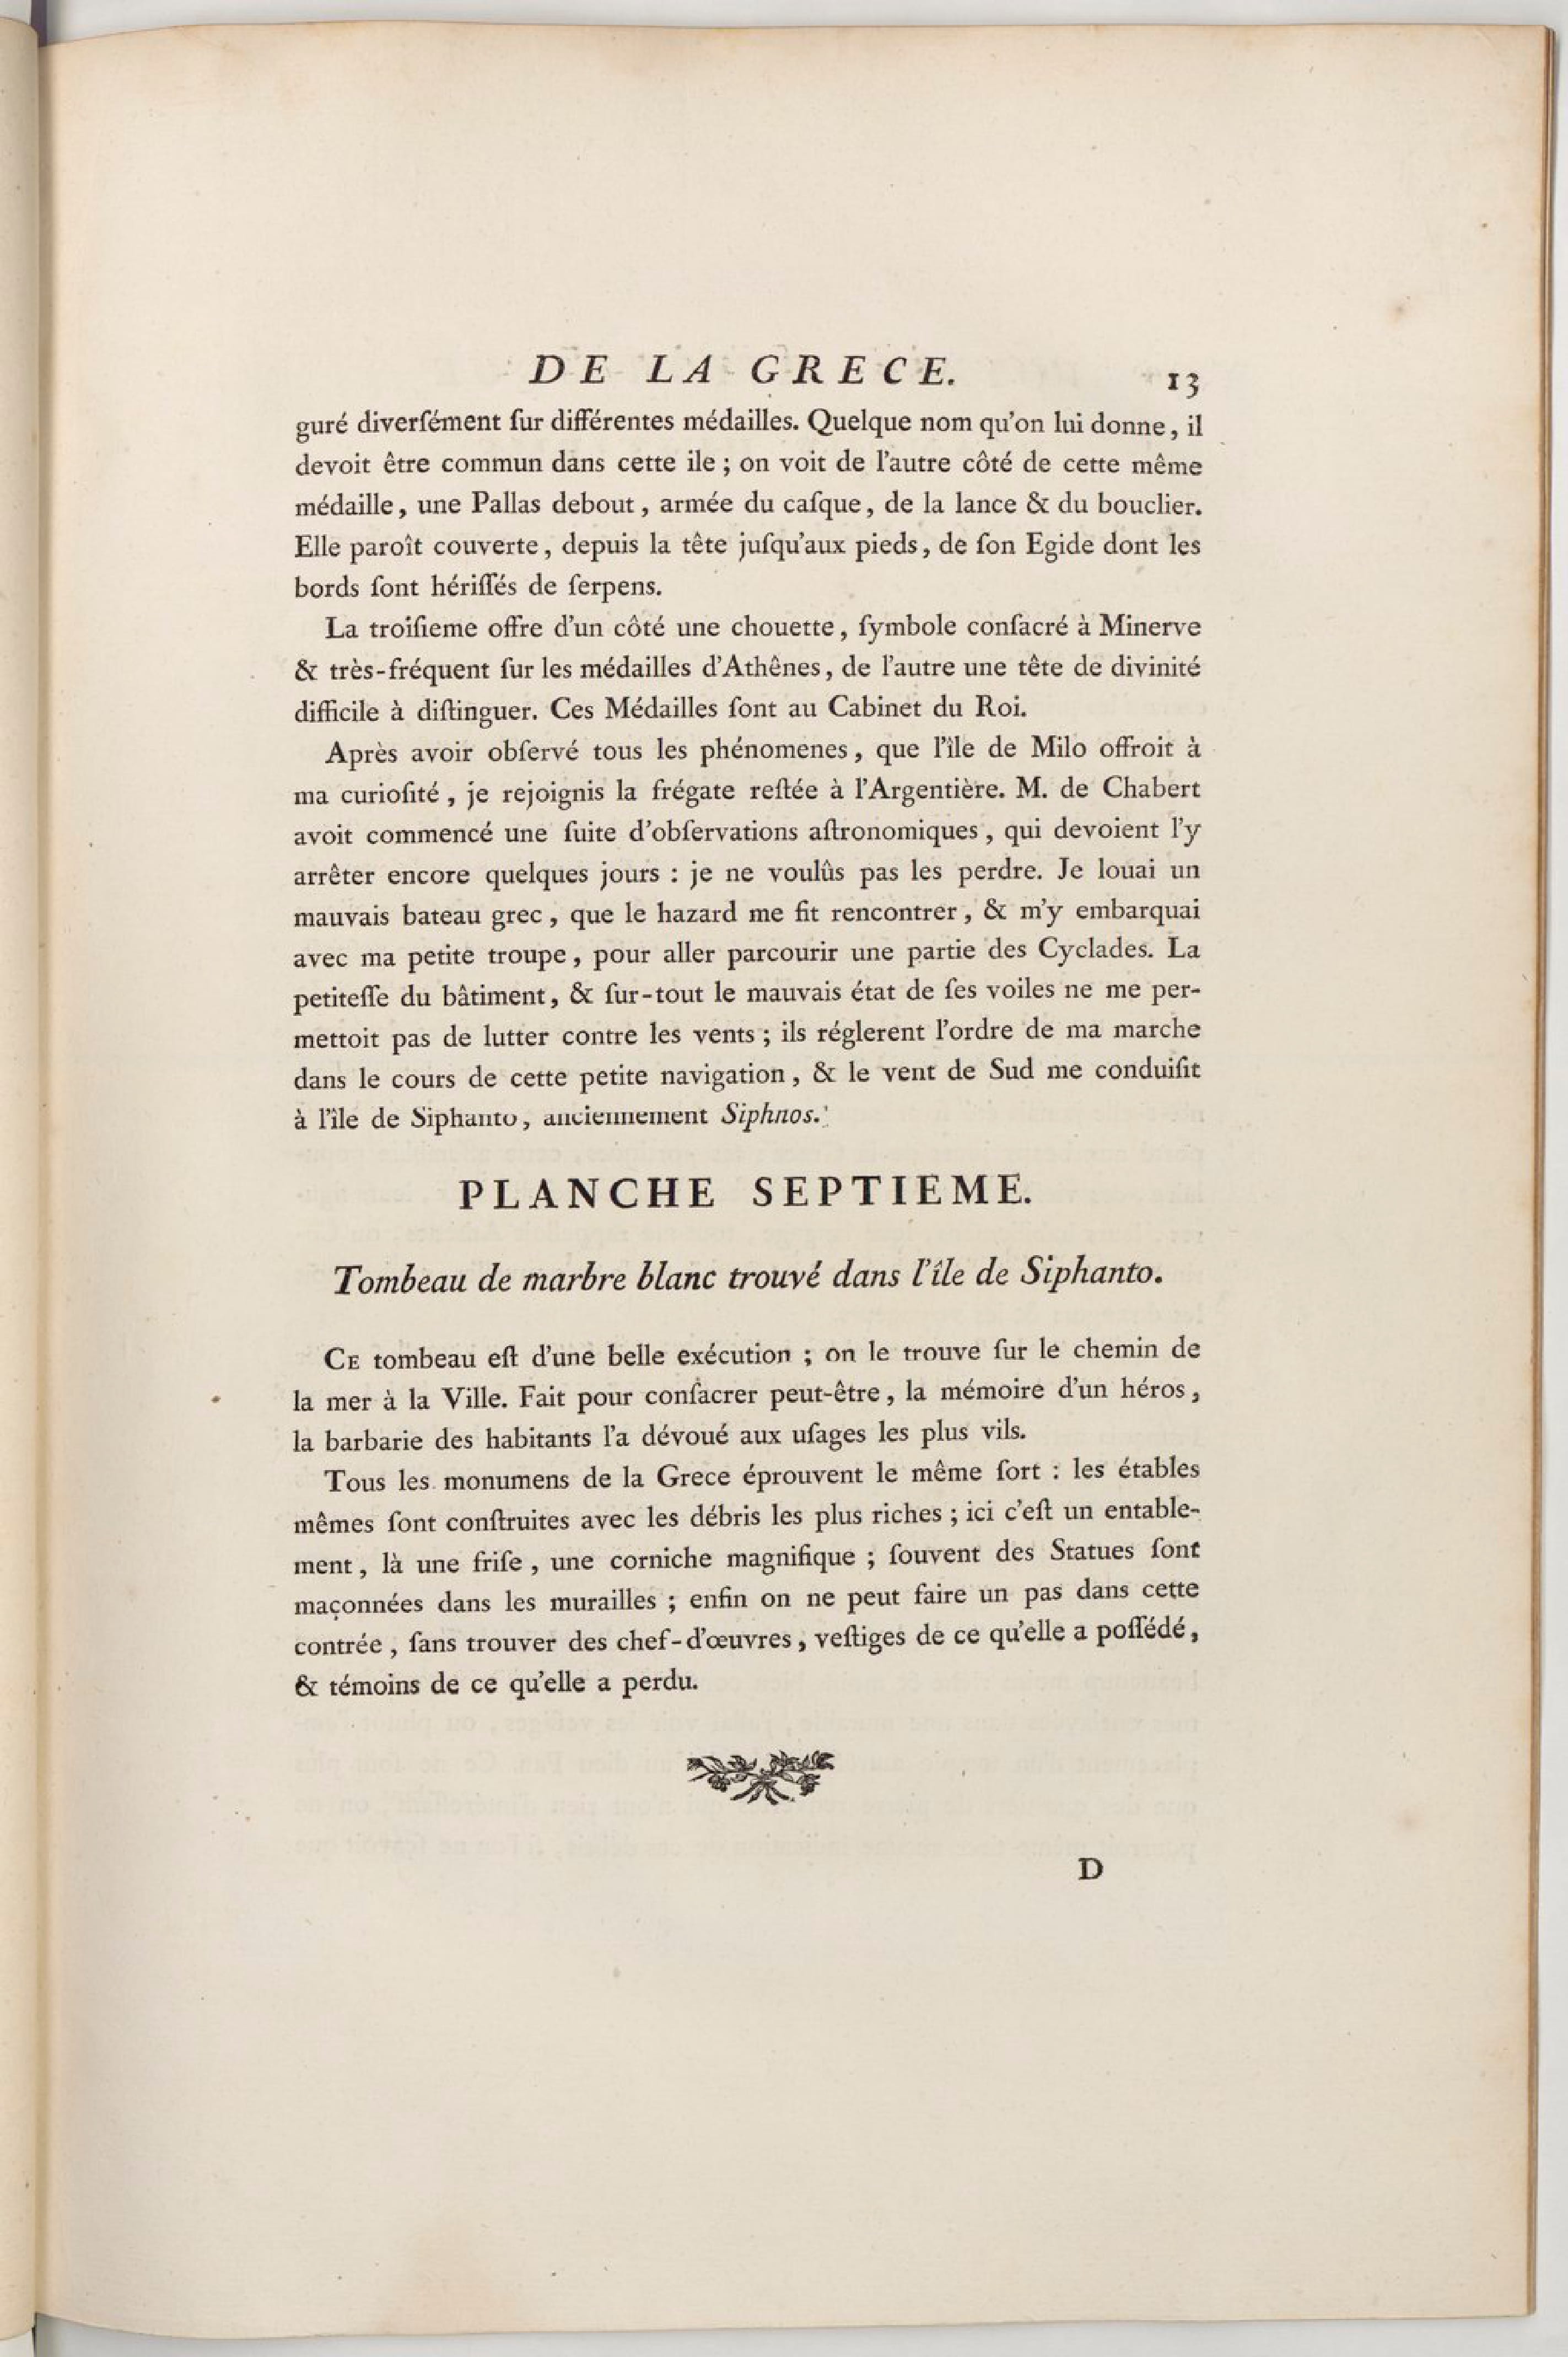 DE LA GRECE. 13
guré diverſément ſur différentes médailles. Quelque nom qu'on lui donne, il
devoit être commun dans cette ile ; on voit de l'autre côté de cette même
médaille, une Pallas debout, armée du caſque, de la lance & du bouclier.
Elle paroît couverte, depuis la tête juſqu'aux pieds, de ſon Egide dont les
bords ſont hériſſés de ſerpens.
La troiſieme offre d'un côté une chouette, ſymbole conſacré à Minerve
& très-fréquent ſur les médailles d'Athênes, de l'autre une tête de divinité
difficile à diſtinguer. Ces Médailles ſont au Cabinet du Roi.
Après avoir obſervé tous les phénomenes, que l'île de Milo offroit à
ma curioſité, je rejoignis la frégate reſtée à l'Argentière. M. de Chabert
avoit commencé une ſuite d'obſervations aſtronomiques, qui devoient l'y
arrêter encore quelques jours : je ne voulûs pas les perdre. Je louai un
mauvais bateau grec, que le hazard me fit rencontrer, & m'y embarquai
avec ma petite troupe, pour aller parcourir une partie des Cyclades. La
petiteſſe du bâtiment, & ſur-tout le mauvais état de ſes voiles ne me per-
mettoit pas de lutter contre les vents ; ils réglerent l'ordre de ma marche
dans le cours de cette petite navigation, & le vent de Sud me conduiſit
à l'île de Siphanto, anciennement Siphnos.
PLANCHE SEPTIEME.
Tombeau de marbre blanc trouvé dans l'île de Siphanto.
CE tombeau eſt d'une belle exécution ; on le trouve ſur le chemin de
la mer à la Ville. Fait pour conſacrer peut-être, la mémoire d'un héros,
la barbarie des habitants l'a dévoué aux uſages les plus vils.
Tous les monumens de la Grece éprouvent le même ſort : les étables
mêmes ſont conſtruites avec les débris les plus riches ; ici c'eſt un entable-
ment, là une friſe, une corniche magnifique ; ſouvent des Statues ſont
maçonnées dans les murailles ; enfin on ne peut faire un pas dans cette
contrée, ſans trouver des chef-d'œuvres, veſtiges de ce qu'elle a poſſédé,
& témoins de ce qu'elle a perdu.
D